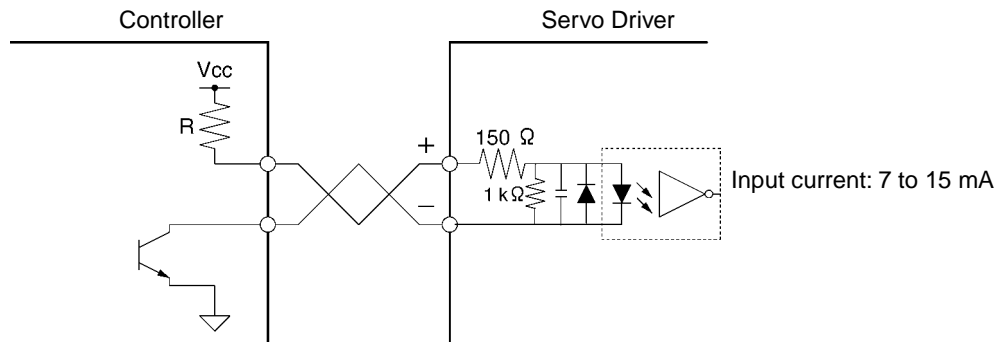 Controller
Servo Driver
Vcc
R
+
150 Ω
1 kΩ
Input current: 7 to 15 mA
−